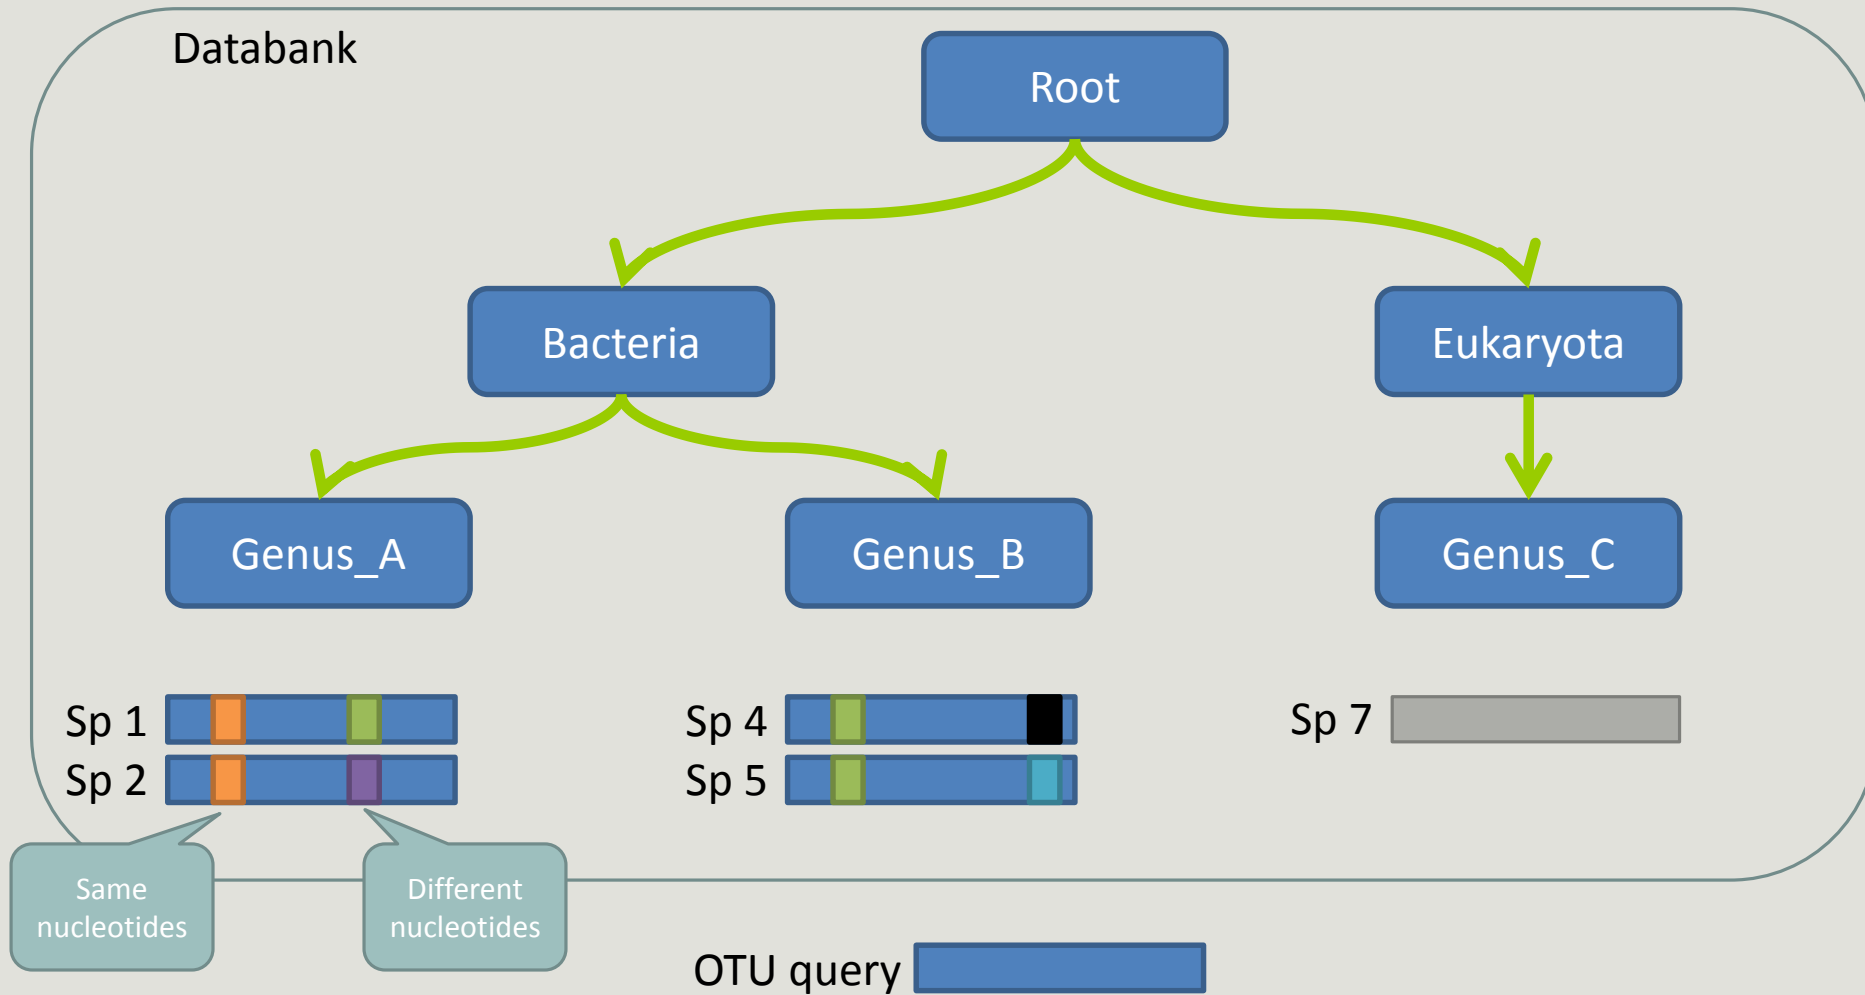 Databank
Root
Bacteria
Eukaryota
Genus_A
Genus_B
Genus_C
Sp 1
Sp 4
Sp 7
Sp 2
Sp 5
Same
nucleotides
Different
nucleotides
OTU query